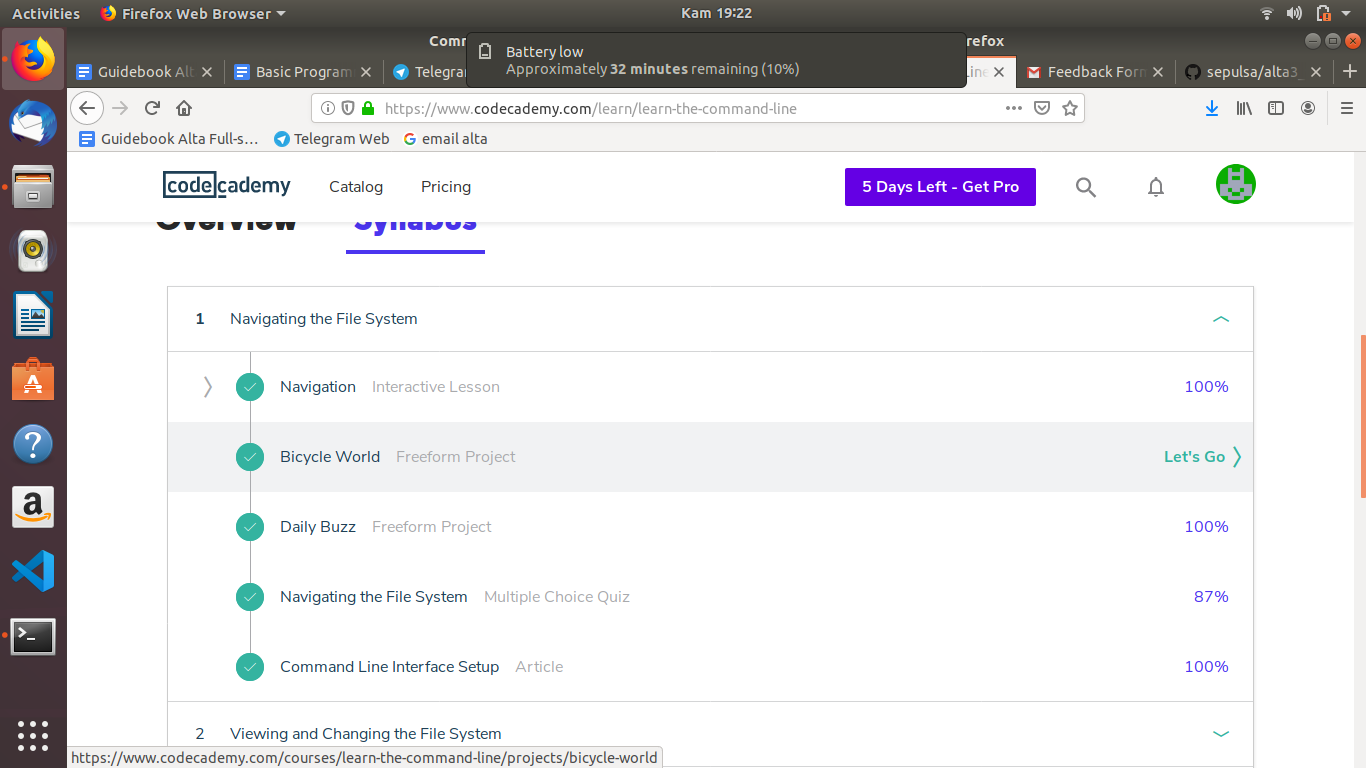 Activities Firefox Web Browser Kam 19:22
Battery low
Approximately 32 minutes remaining (10%)
Guidebook Alt Basic Program Telegra Line Feedback Form sepulsa/alta3_
https://www.codecademy.com/learn/learn-the-command-line
Guidebook Alta Full-s… Telegram Web email alta
codecademy Catalog Pricing 5 Days Left - Get Pro
Overview Syllabus
1 Navigating the File System
Navigation Interactive Lesson 100%
Bicycle World Freeform Project Let's Go
Daily Buzz Freeform Project 100%
Navigating the File System Multiple Choice Quiz 87%
Command Line Interface Setup Article 100%
2 Viewing and Changing the File System
https://www.codecademy.com/courses/learn-the-command-line/projects/bicycle-world